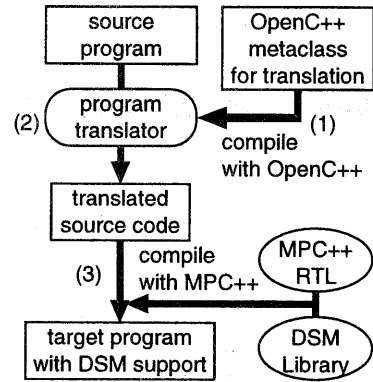 source
program
OpenC++
metaclass
for translation
(2)
program
translator
(1)
compile
with OpenC++
translated
source code
(3)
compile
with MPC++
MPC++
RTL
target program
with DSM support
DSM
Library